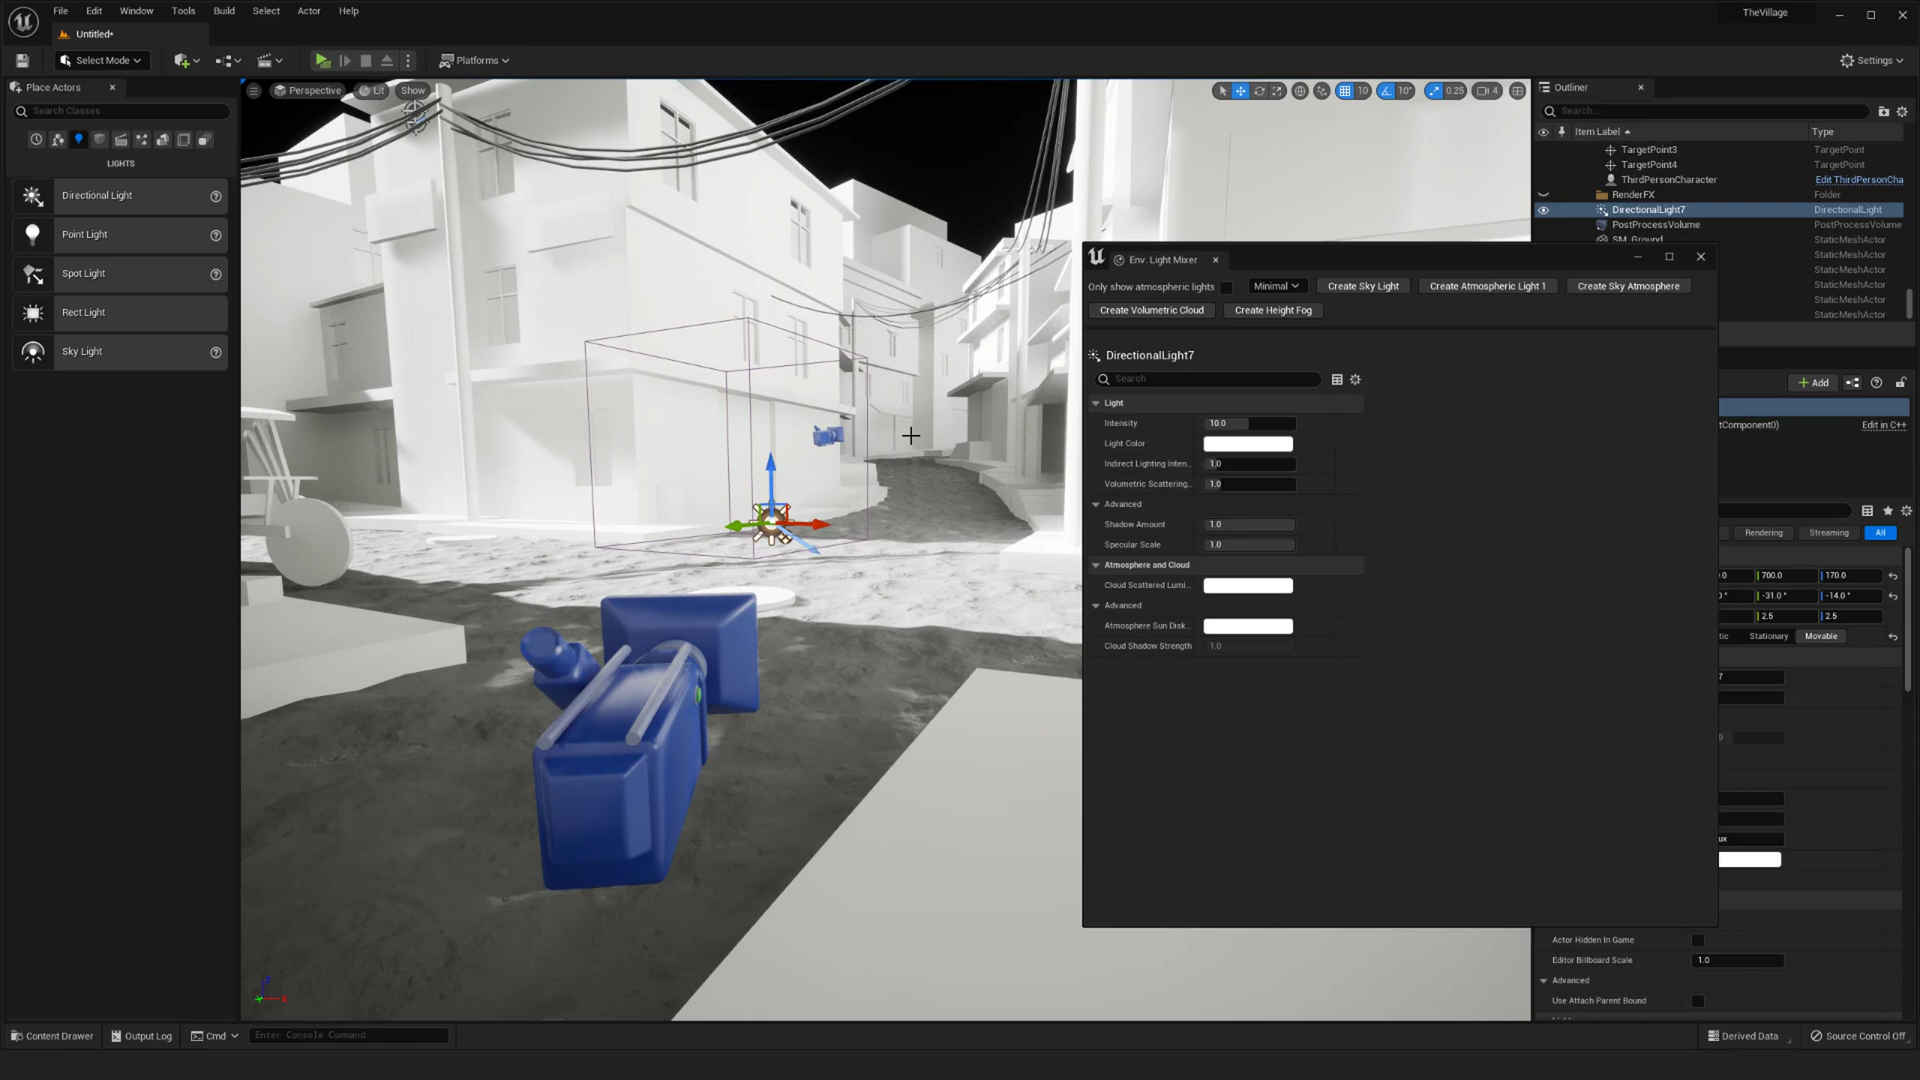 File Edit Window Tools Build Select Actor Help
TheVillage
Untitled•
Select Mode
Platforms
Settings
Place Actors
Search Classes
LIGHTS
Directional Light
Point Light
Spot Light
Rect Light
Sky Light
Perspective Lit Show
10 10° 0.25 4
Outliner
Search...
Item Label Type
TargetPoint3 TargetPoint
TargetPoint4 TargetPoint
ThirdPersonCharacter Edit ThirdPersonCha
RenderFX Folder
DirectionalLight7 DirectionalLight
PostProcessVolume PostProcessVolume
SM_Ground StaticMeshActor
StaticMeshActor
StaticMeshActor
StaticMeshActor
StaticMeshActor
StaticMeshActor
Env. Light Mixer
Only show atmospheric lights Minimal Create Sky Light Create Atmospheric Light 1 Create Sky Atmosphere
Create Volumetric Cloud Create Height Fog
DirectionalLight7
Search
Light
Intensity 10.0
Light Color
Indirect Lighting Inten... 1.0
Volumetric Scattering... 1.0
Advanced
Shadow Amount 1.0
Specular Scale 1.0
Atmosphere and Cloud
Cloud Scattered Lumi...
Advanced
Atmosphere Sun Disk...
Cloud Shadow Strength 1.0
Add
tComponent0) Edit in C++
Rendering Streaming All
.0 700.0 170.0
0 ° -31.0 ° -14.0 °
2.5 2.5
tic Stationary Movable
7
0
ux
Actor Hidden In Game
Editor Billboard Scale 1.0
Advanced
Use Attach Parent Bound
Content Drawer Output Log Cmd Enter Console Command
Derived Data Source Control Off